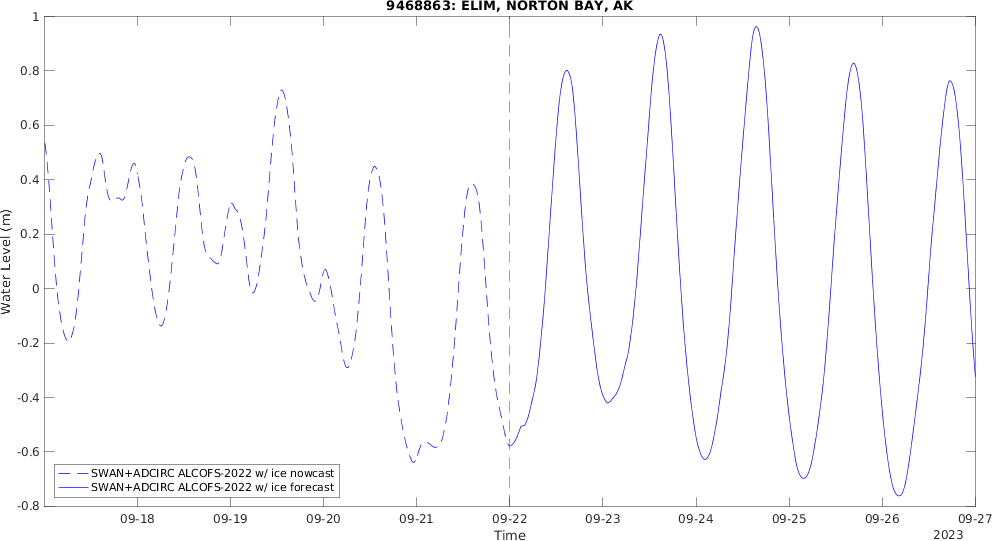 9468863: ELIM, NORTON BAY, AK
Water Level (m)
1
0.8
0.6
0.4
0.2
0
-0.2
-0.4
-0.6
-0.8
SWAN+ADCIRC ALCOFS-2022 w/ ice nowcast
SWAN+ADCIRC ALCOFS-2022 w/ ice forecast
09-18 09-19 09-20 09-21 09-22 09-23 09-24 09-25 09-26 09-27
Time
2023